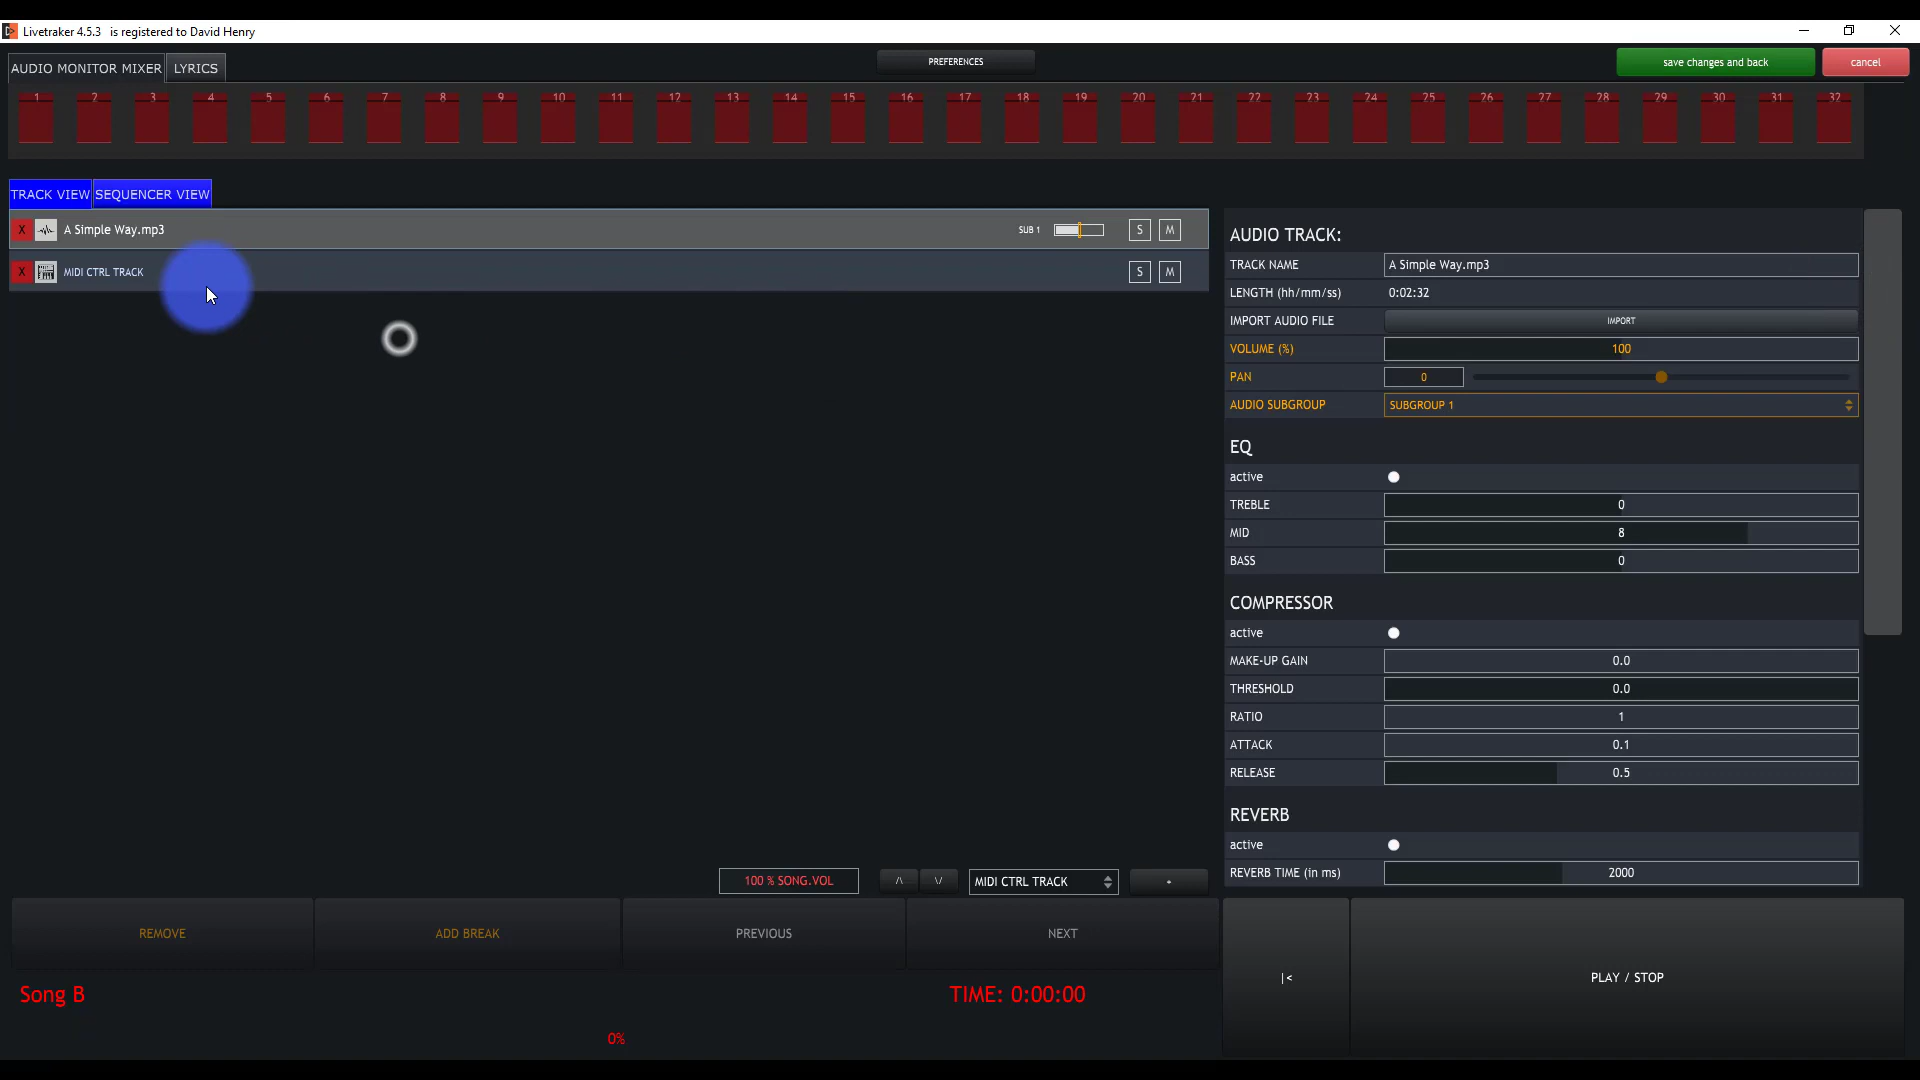 Livetraker 4.5.3 is registered to David Henry
AUDIO MONITOR MIXER LYRICS
PREFERENCES
save changes and back
cancel
1 2 3 4 5 6 7 8 9 10 11 12 13 14 15 16 17 18 19 20 21 22 23 24 25 26 27 28 29 30 31 32
TRACK VIEW SEQUENCER VIEW
X A Simple Way.mp3 SUB 1 S M
X MIDI CTRL TRACK S M
AUDIO TRACK:
TRACK NAME A Simple Way.mp3
LENGTH (hh/mm/ss) 0:02:32
IMPORT AUDIO FILE IMPORT
VOLUME (%) 100
PAN 0
AUDIO SUBGROUP SUBGROUP 1
EQ
active
TREBLE 0
MID 8
BASS 0
COMPRESSOR
active
MAKE-UP GAIN 0.0
THRESHOLD 0.0
RATIO 1
ATTACK 0.1
RELEASE 0.5
REVERB
active
REVERB TIME (in ms) 2000
100 % SONG.VOL /\ \/ MIDI CTRL TRACK +
REMOVE ADD BREAK PREVIOUS NEXT
|< PLAY / STOP
Song B TIME: 0:00:00
0%